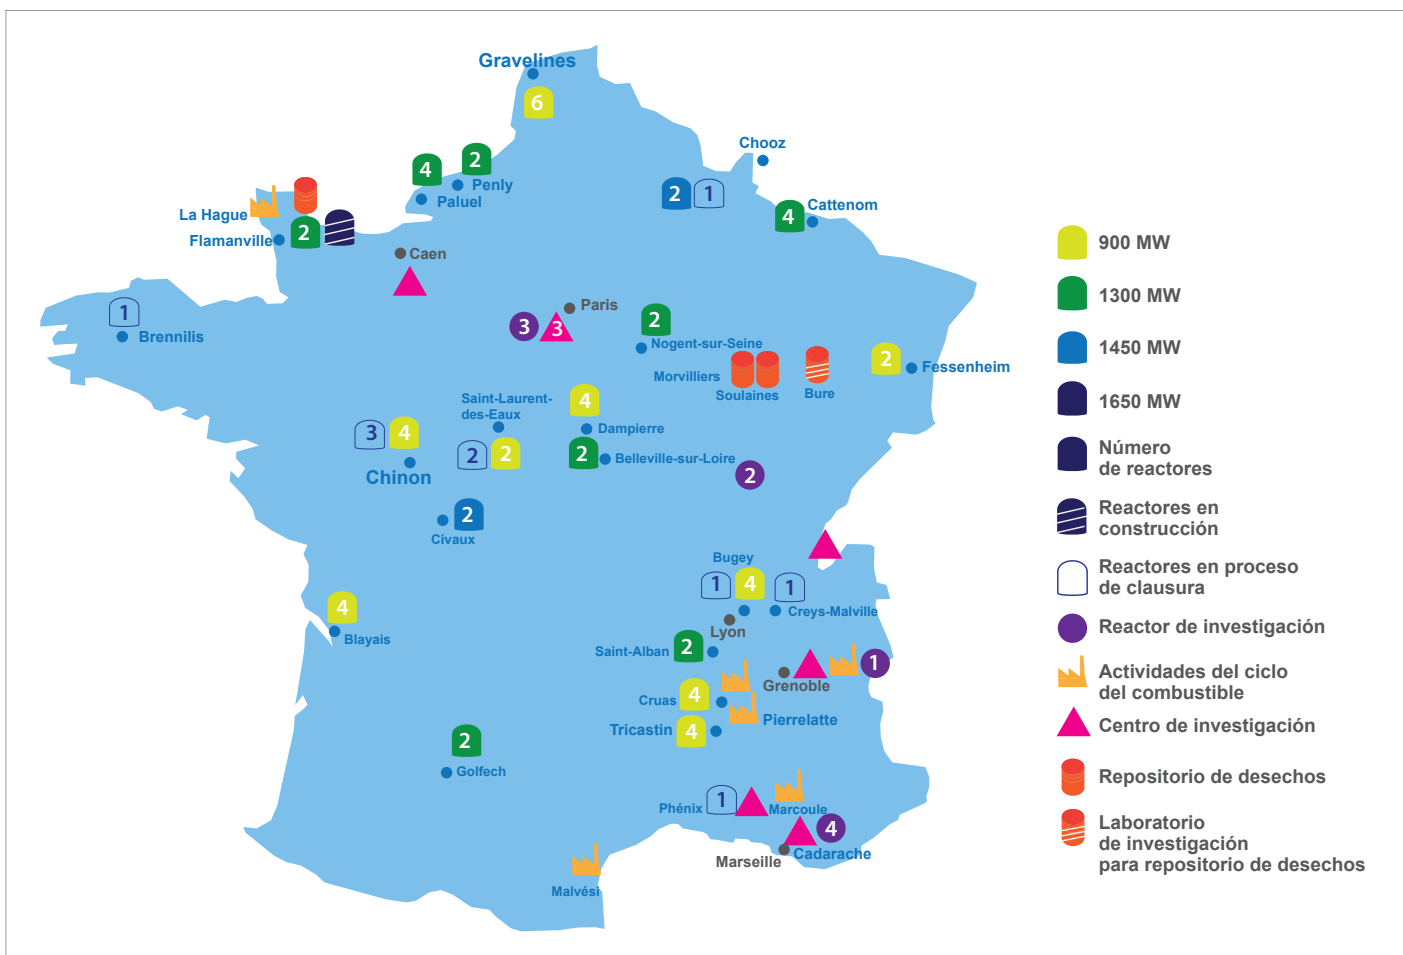 Gravelines
6
Chooz
2
4
Penly
Paluel
2
1
4
Cattenom
La Hague
Flamanville
2
Caen
1
Brennilis
Paris
3
3
2
Nogent-sur-Seine
Morvilliers
Soulaines
Bure
2
Fessenheim
Saint-Laurent-
des-Eaux
4
Dampierre
3
4
Chinon
2
2
2
Belleville-sur-Loire
2
2
Civaux
Bugey
1
4
1
Creys-Malville
Lyon
4
Blayais
Saint-Alban
2
Grenoble
1
Cruas
4
Pierrelatte
Tricastin
4
2
Golfech
Phénix
1
Marcoule
4
Marseille
Cadarache
Malvési
900 MW
1300 MW
1450 MW
1650 MW
Número
de reactores
Reactores en
construcción
Reactores en proceso
de clausura
Reactor de investigación
Actividades del ciclo
del combustible
Centro de investigación
Repositorio de desechos
Laboratorio
de investigación
para repositorio de desechos